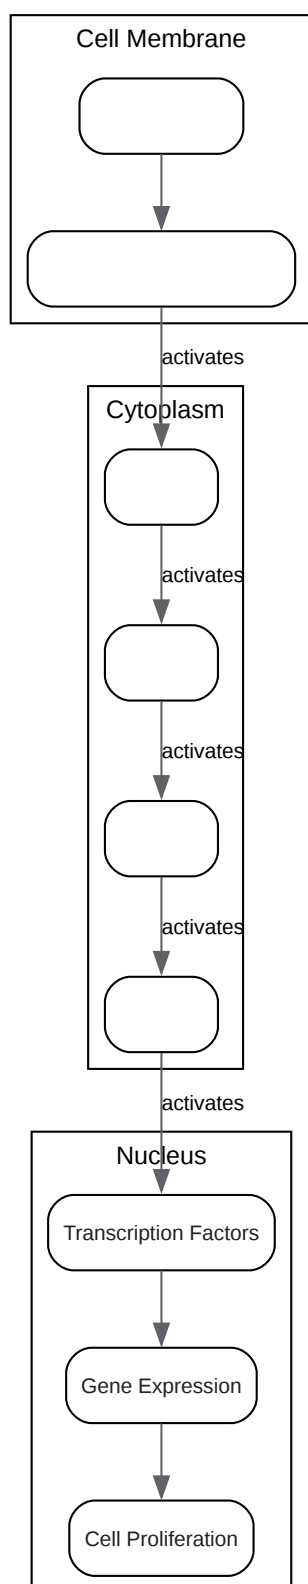 Cell Membrane
activates
Cytoplasm
activates
activates
activates
activates
Nucleus
Transcription Factors
Gene Expression
Cell Proliferation